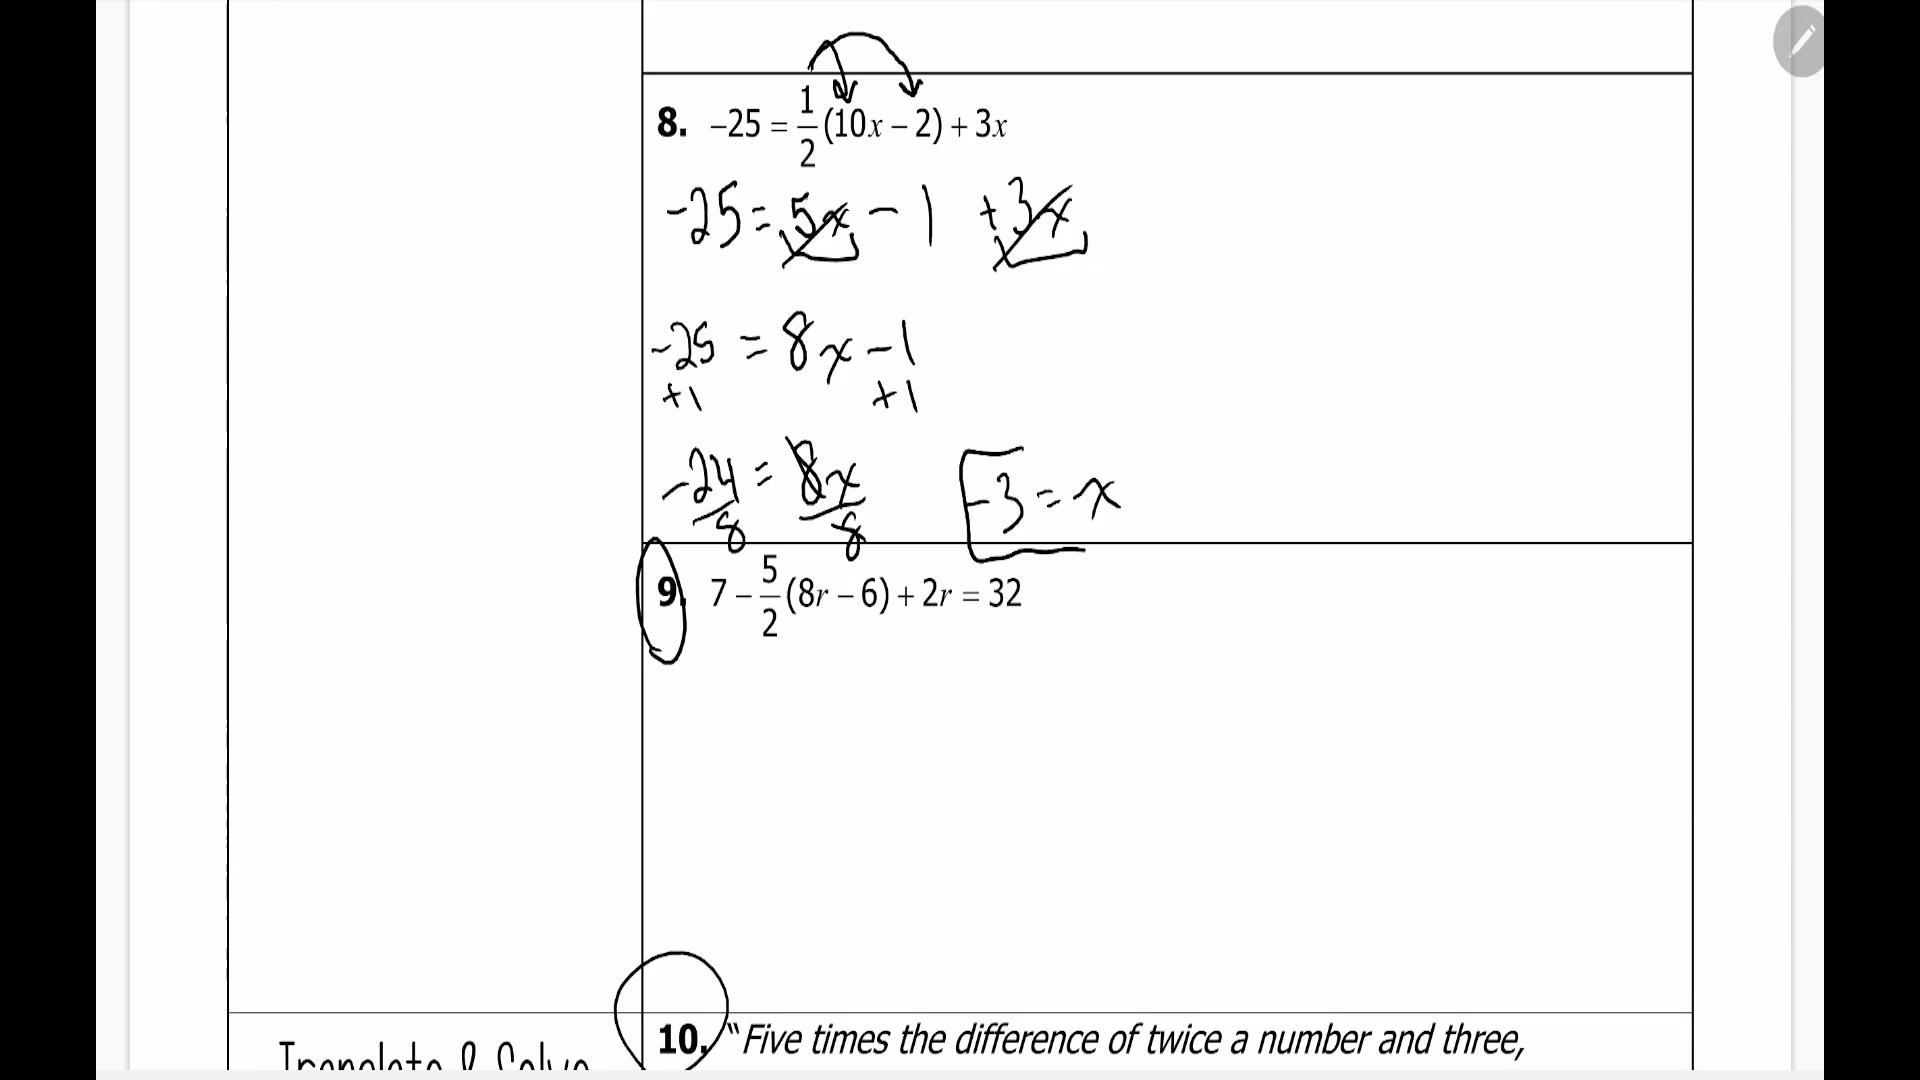 8. –25 = 1/2(10x – 2) + 3x
-25 = 5x - 1 +3x
-25 = 8x - 1
+1 +1
-24 = 8x
8 8
-3 = x
9. 7 – 5/2(8r – 6) + 2r = 32
10. “Five times the difference of twice a number and three,
Translate & Solve